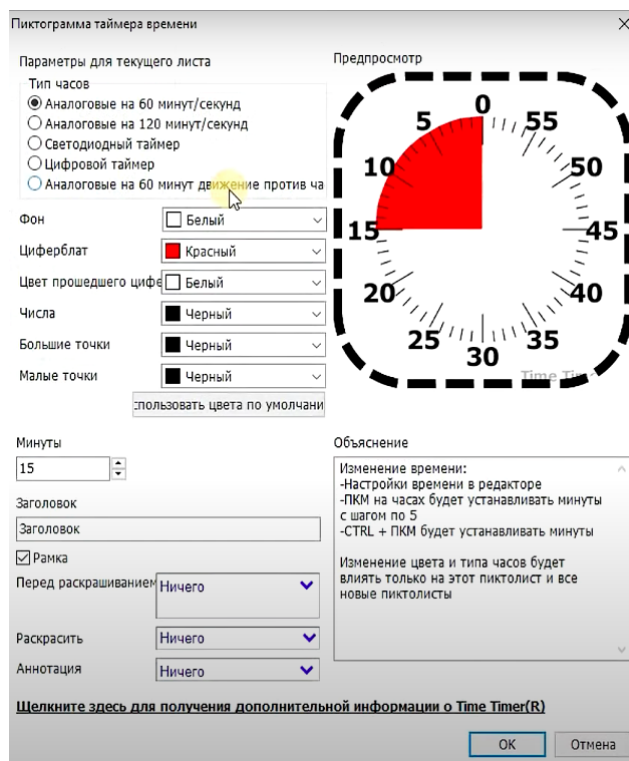 Пиктограмма таймера времени
Параметры для текущего листа
Предпросмотр
Тип часов
Аналоговые на 60 минут/секунд
Аналоговые на 120 минут/секунд
Светодиодный таймер
Цифровой таймер
Аналоговые на 60 минут движение против ча
Фон
Белый
Циферблат
Красный
Цвет прошедшего цифе
Белый
Числа
Черный
Большие точки
Черный
Малые точки
Черный
спользовать цвета по умолчани
0
5
55
10
50
15
45
20
40
25
35
30
Time Ti
Минуты
15
Заголовок
Заголовок
Рамка
Перед раскрашиванием
Ничего
Раскрасить
Ничего
Аннотация
Ничего
Объяснение
Изменение времени:
-Настройки времени в редакторе
-ПКМ на часах будет устанавливать минуты
с шагом по 5
-CTRL + ПКМ будет устанавливать минуты
Изменение цвета и типа часов будет
влиять только на этот пиктолист и все
новые пиктолисты
Щелкните здесь для получения дополнительной информации о Time Timer(R)
OK
Отмена